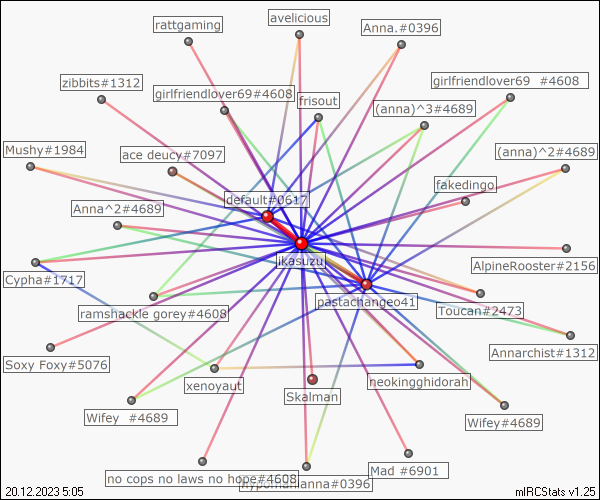 avelicious
rattgaming
Anna.#0396
zibbits#1312
girlfriendlover69#4608
frisout
girlfriendlover69 #4608
(anna)^3#4689
Mushy#1984
ace deucy#7097
(anna)^2#4689
default#0617
fakedingo
Anna^2#4689
ikasuzu
AlpineRooster#2156
Cypha#1717
pastachangeo41
ramshackle gorey#4608
Toucan#2473
Annarchist#1312
Soxy Foxy#5076
xenoyaut
neokingghidorah
Skalman
Wifey #4689
Wifey#4689
no cops no laws no hope#4608
Mad #6901
hypomanianna#0396
20.12.2023 5:05
mIRCStats v1.25